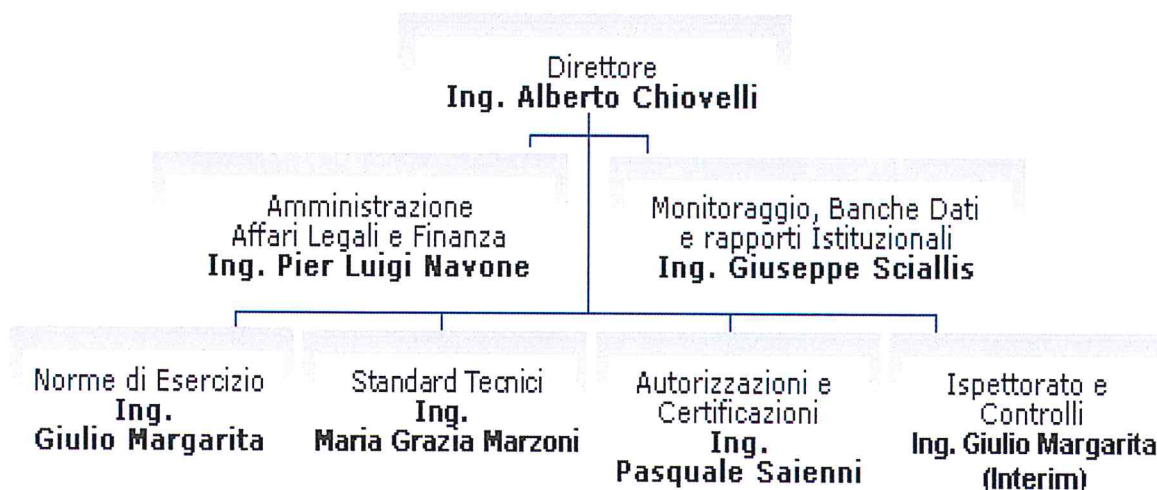 Direttore
Ing. Alberto Chiovelli
Amministrazione
Affari Legali e Finanza
Ing. Pier Luigi Navone
Monitoraggio, Banche Dati
e rapporti Istituzionali
Ing. Giuseppe Sciallis
Norme di Esercizio
Ing.
Giulio Margarita
Standard Tecnici
Ing.
Maria Grazia Marzoni
Autorizzazioni e
Certificazioni
Ing.
Pasquale Saienni
Ispettorato e
Controlli
Ing. Giulio Margarita
(Interim)